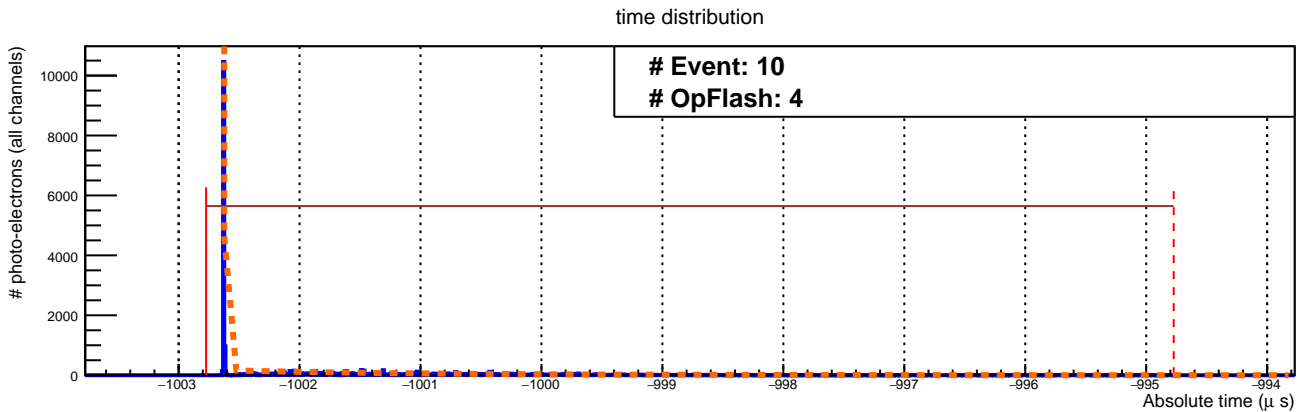 time distribution
# Event: 10
# OpFlash: 4
# photo-electrons (all channels)
10000
8000
6000
4000
2000
0
−1003 −1002 −1001 −1000 −999 −998 −997 −996 −995 −994
Absolute time (μ s)